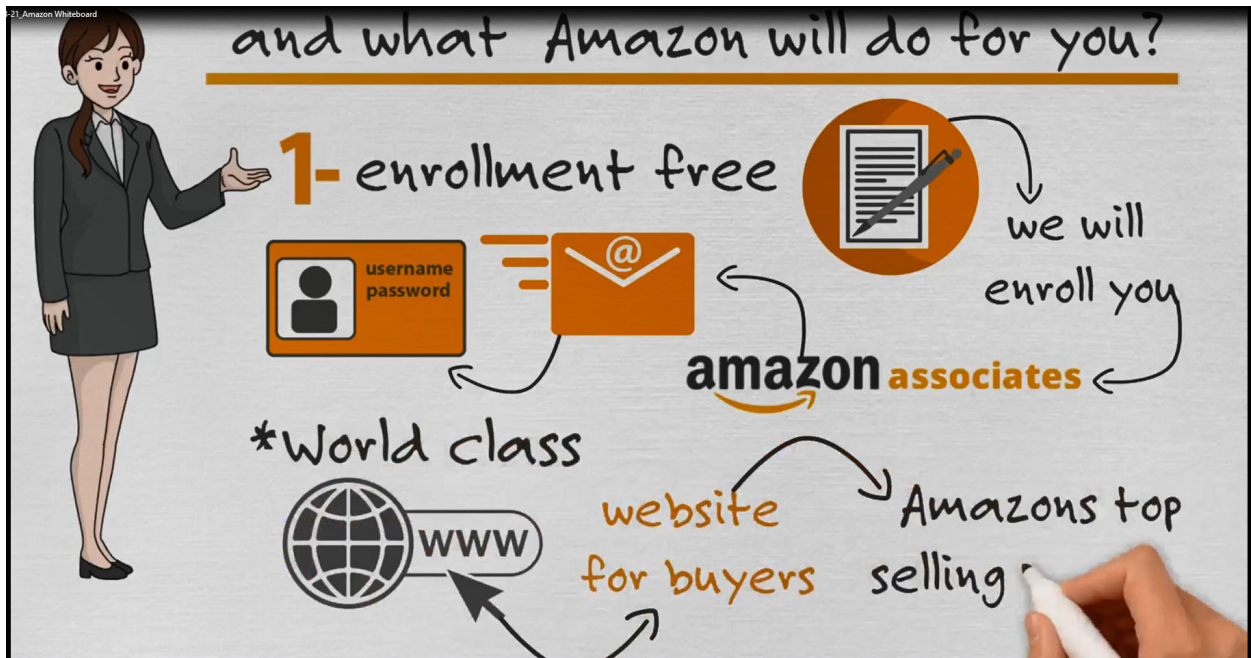 -21_Amazon Whiteboard
and what Amazon will do for you?
1- enrollment free
we will
enroll you
username
password
@
amazon associates
*World class
www
website
for buyers
Amazons top
selling